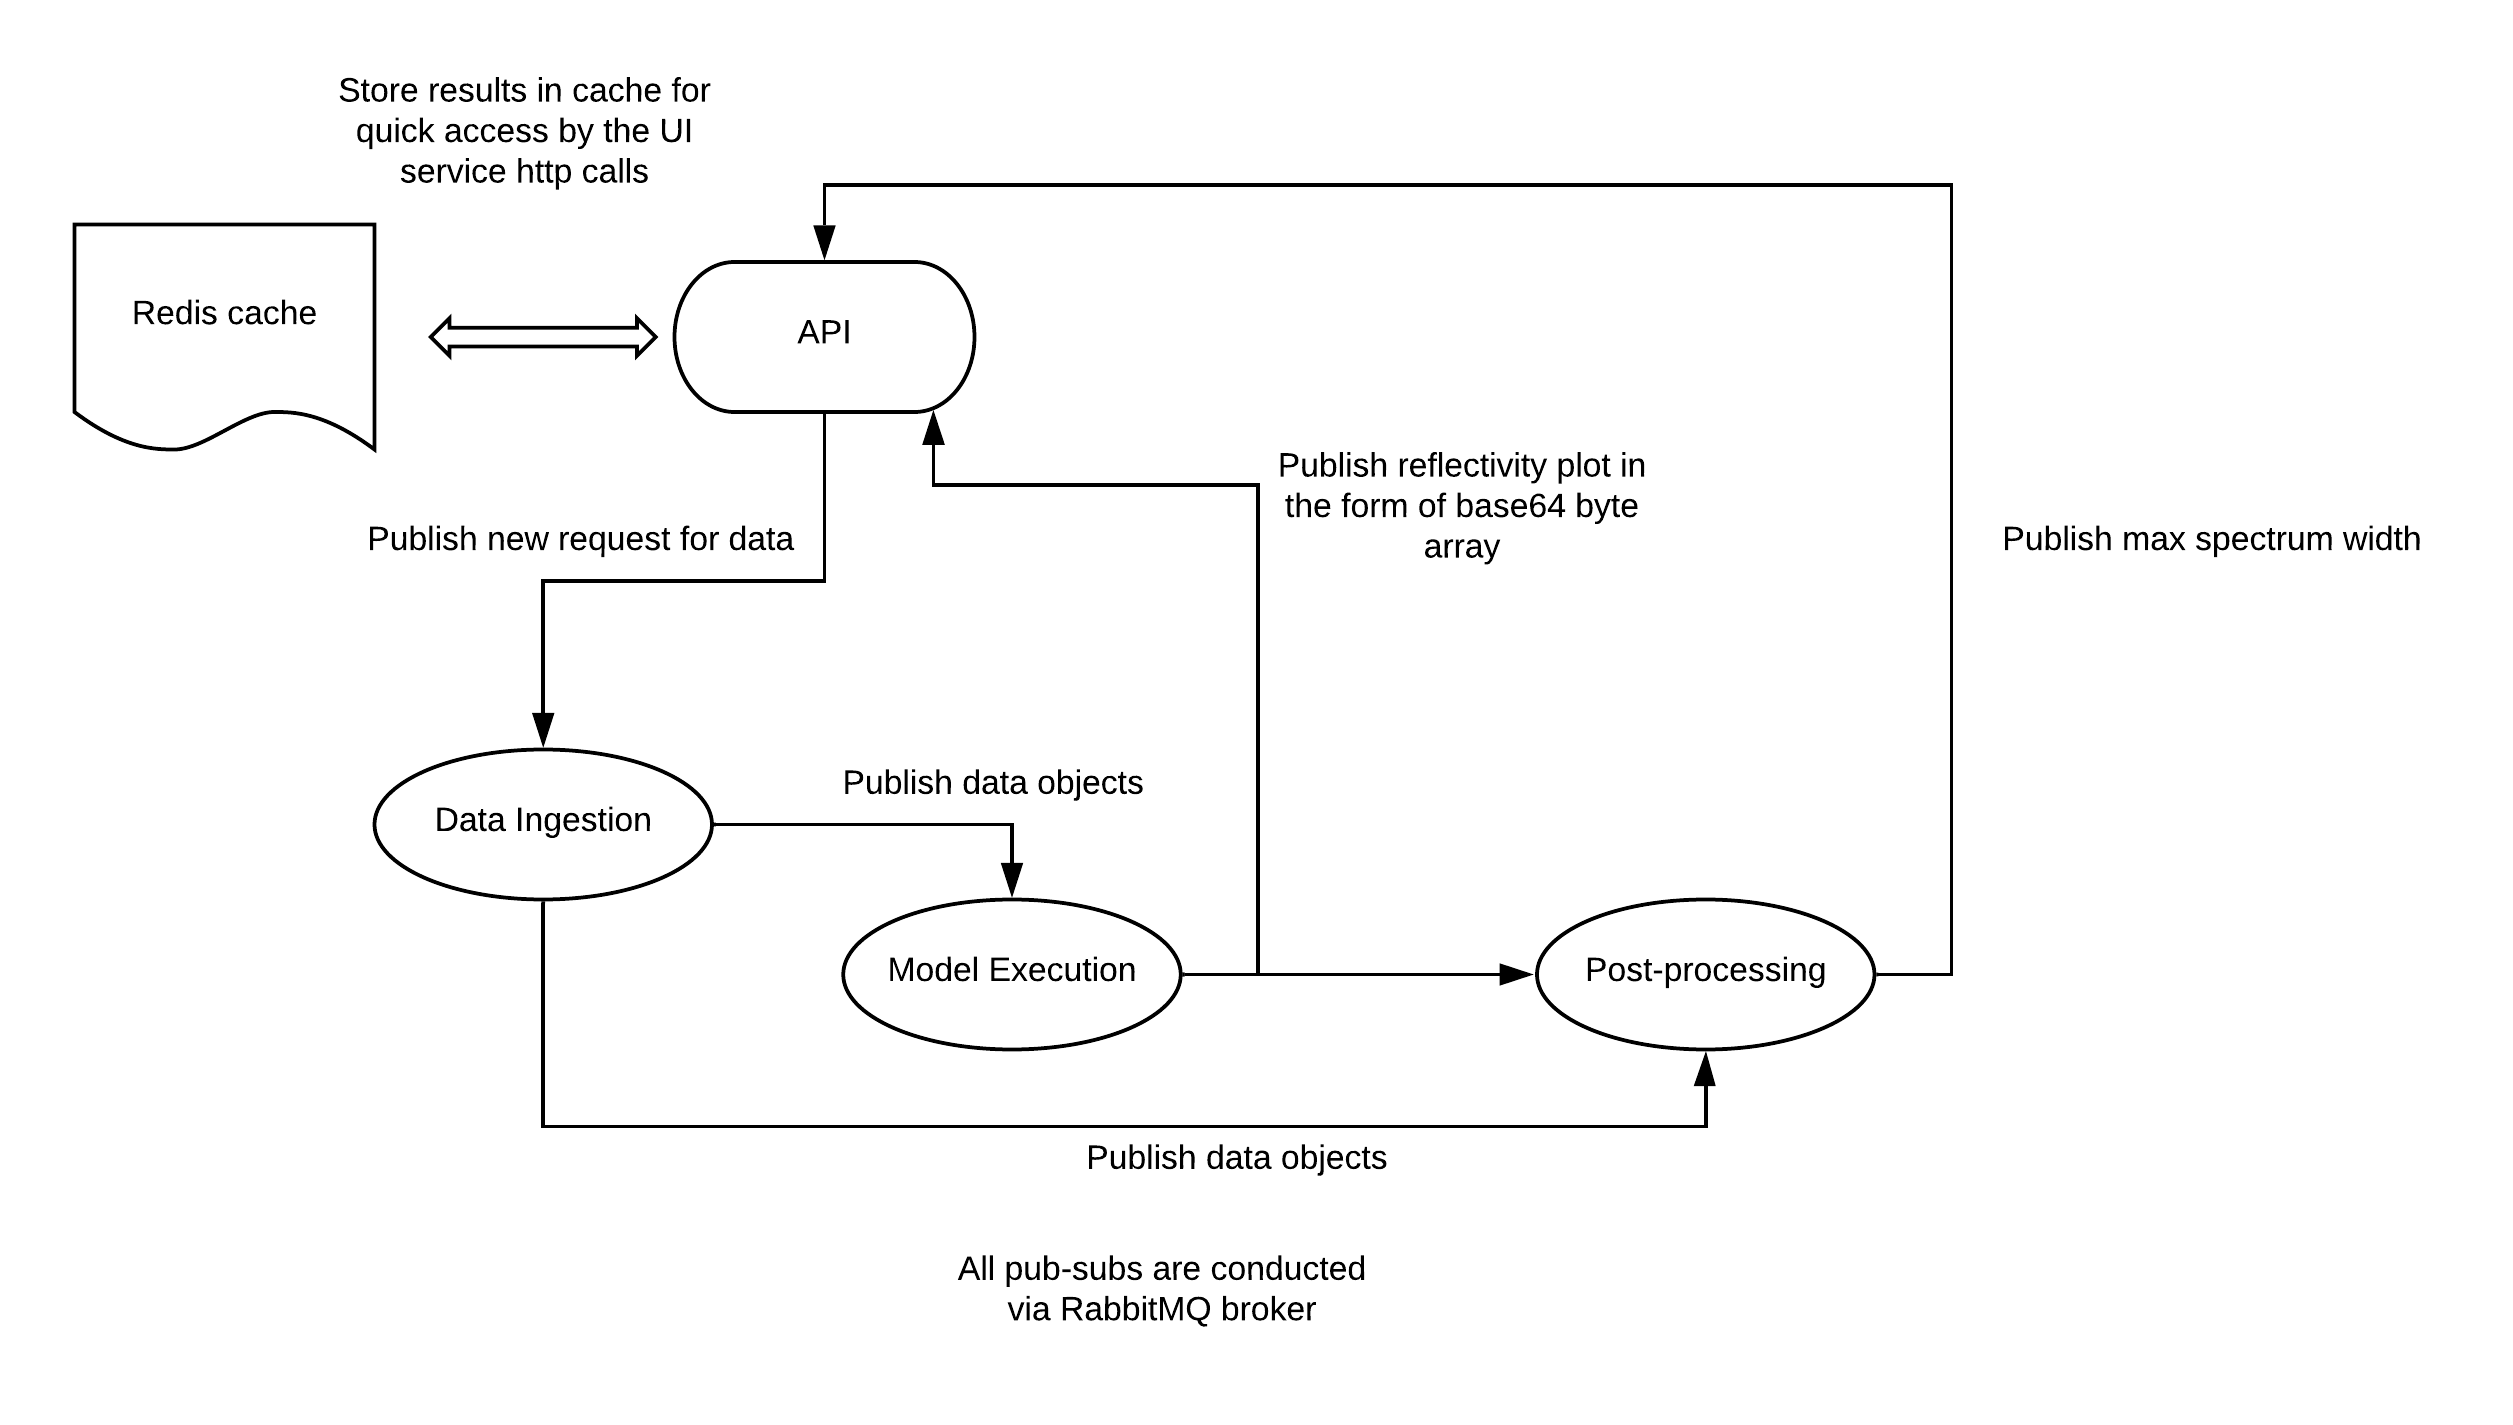 Store results in cache for
quick access by the UI
service http calls
Redis cache
API
Publish reflectivity plot in
the form of base64 byte
array
Publish new request for data
Publish max spectrum width
Publish data objects
Data Ingestion
Model Execution
Post-processing
Publish data objects
All pub-subs are conducted
via RabbitMQ broker